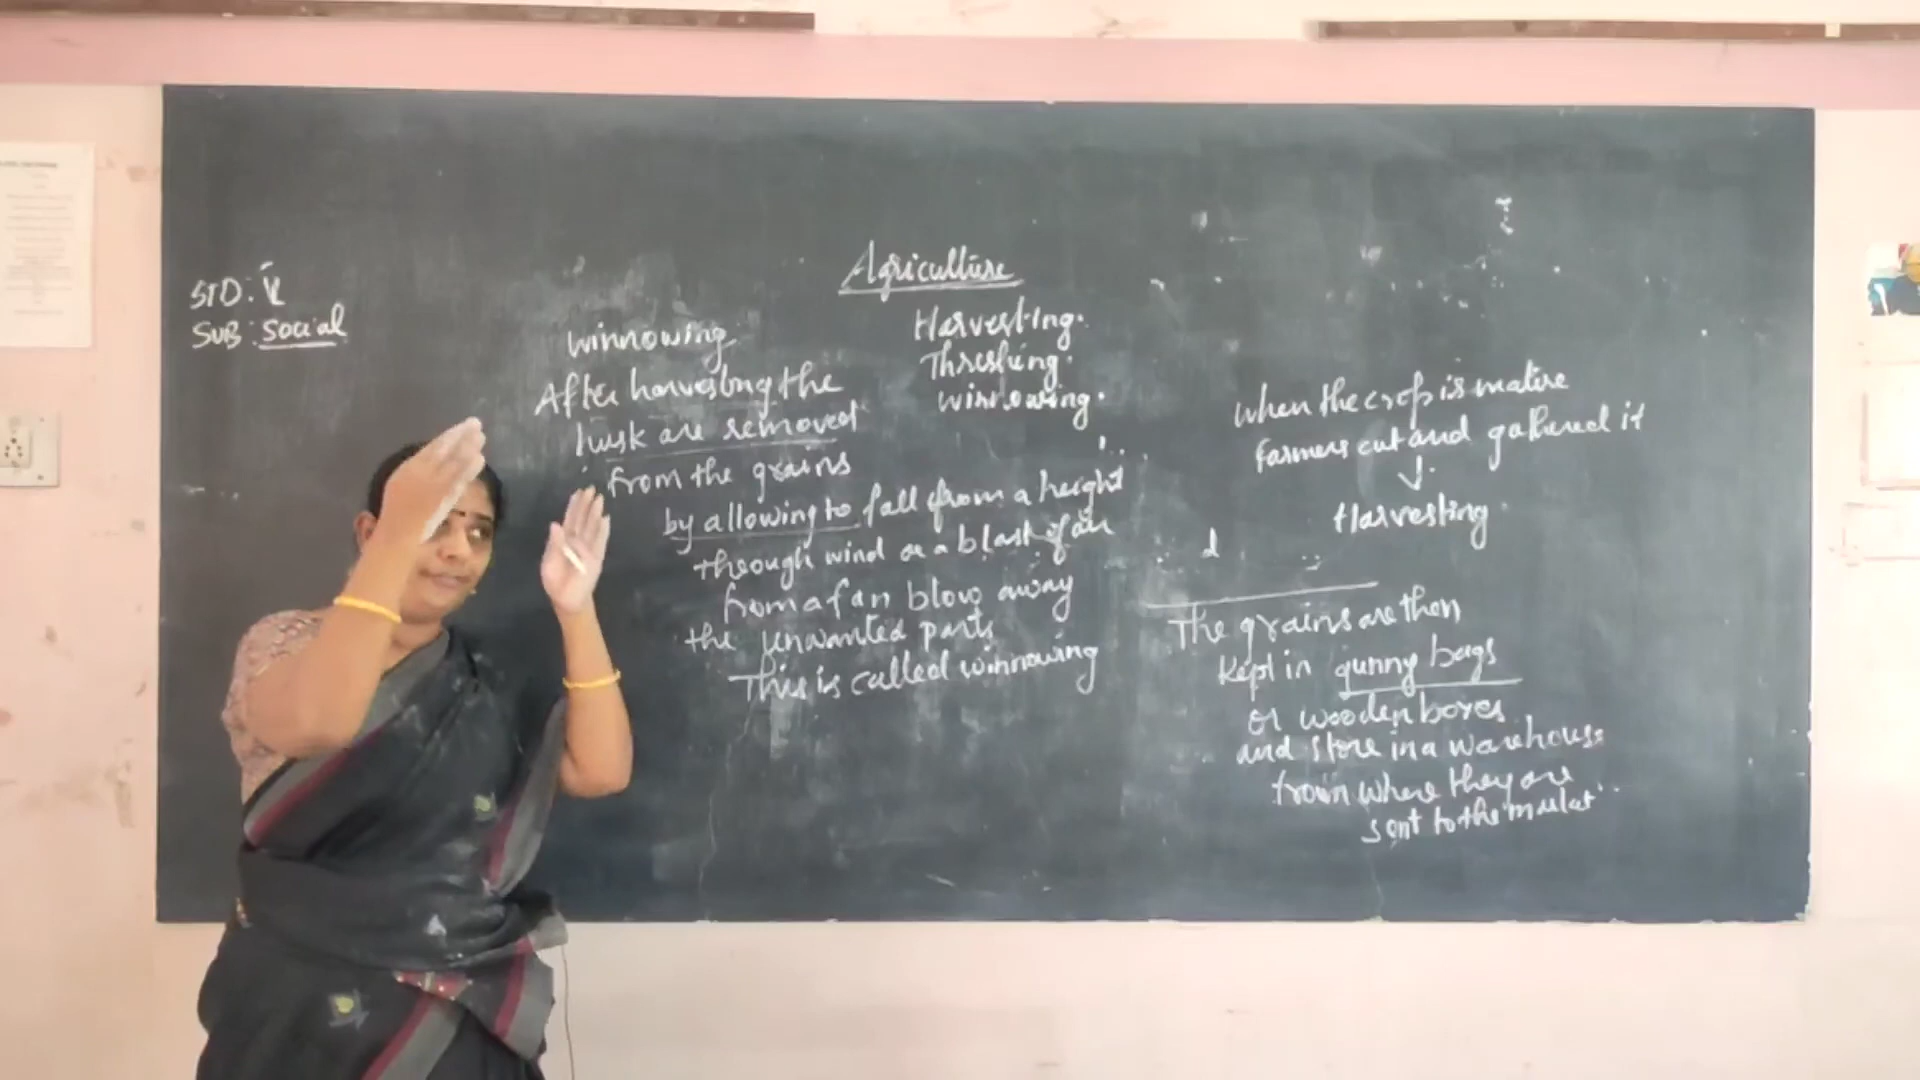 Agriculture
STD: V
SUB: Social
winnowing
After harvesting the
husk are removed
from the grains
by allowing to fall from a height
through wind or a blast of air
from a fan blow away
the unwanted parts
This is called winnowing
Harvesting.
Threshing.
winnowing.
when the crop is mature
farmers cut and gathered it
↓
Harvesting
The grains are then
kept in gunny bags
or wooden boxes
and store in a warehouse
from where they are
sent to the market